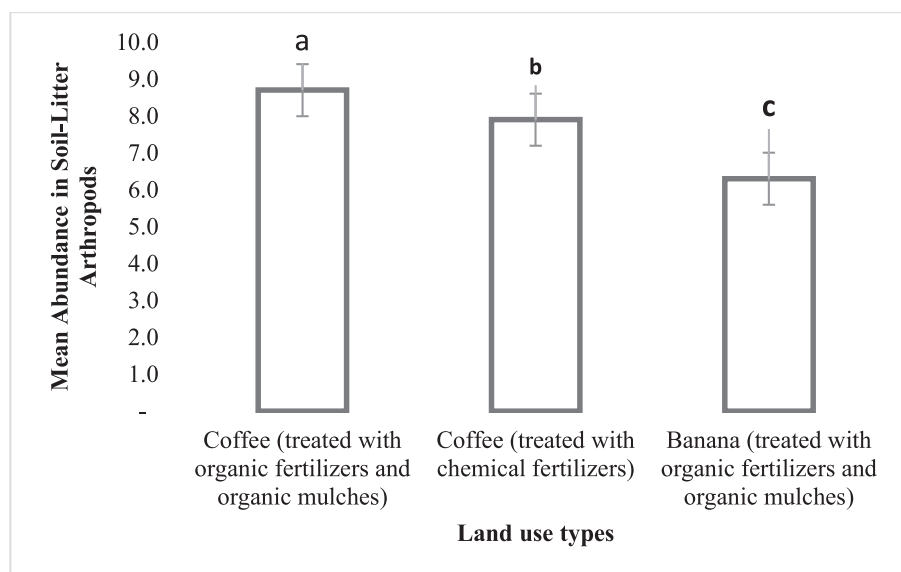 Mean Abundance in Soil-Litter
Arthropods
10.0
9.0
8.0
7.0
6.0
5.0
4.0
3.0
2.0
1.0
-
a
b
c
Coffee (treated with
organic fertilizers and
organic mulches)
Coffee (treated with
chemical fertilizers)
Banana (treated with
organic fertilizers and
organic mulches)
Land use types